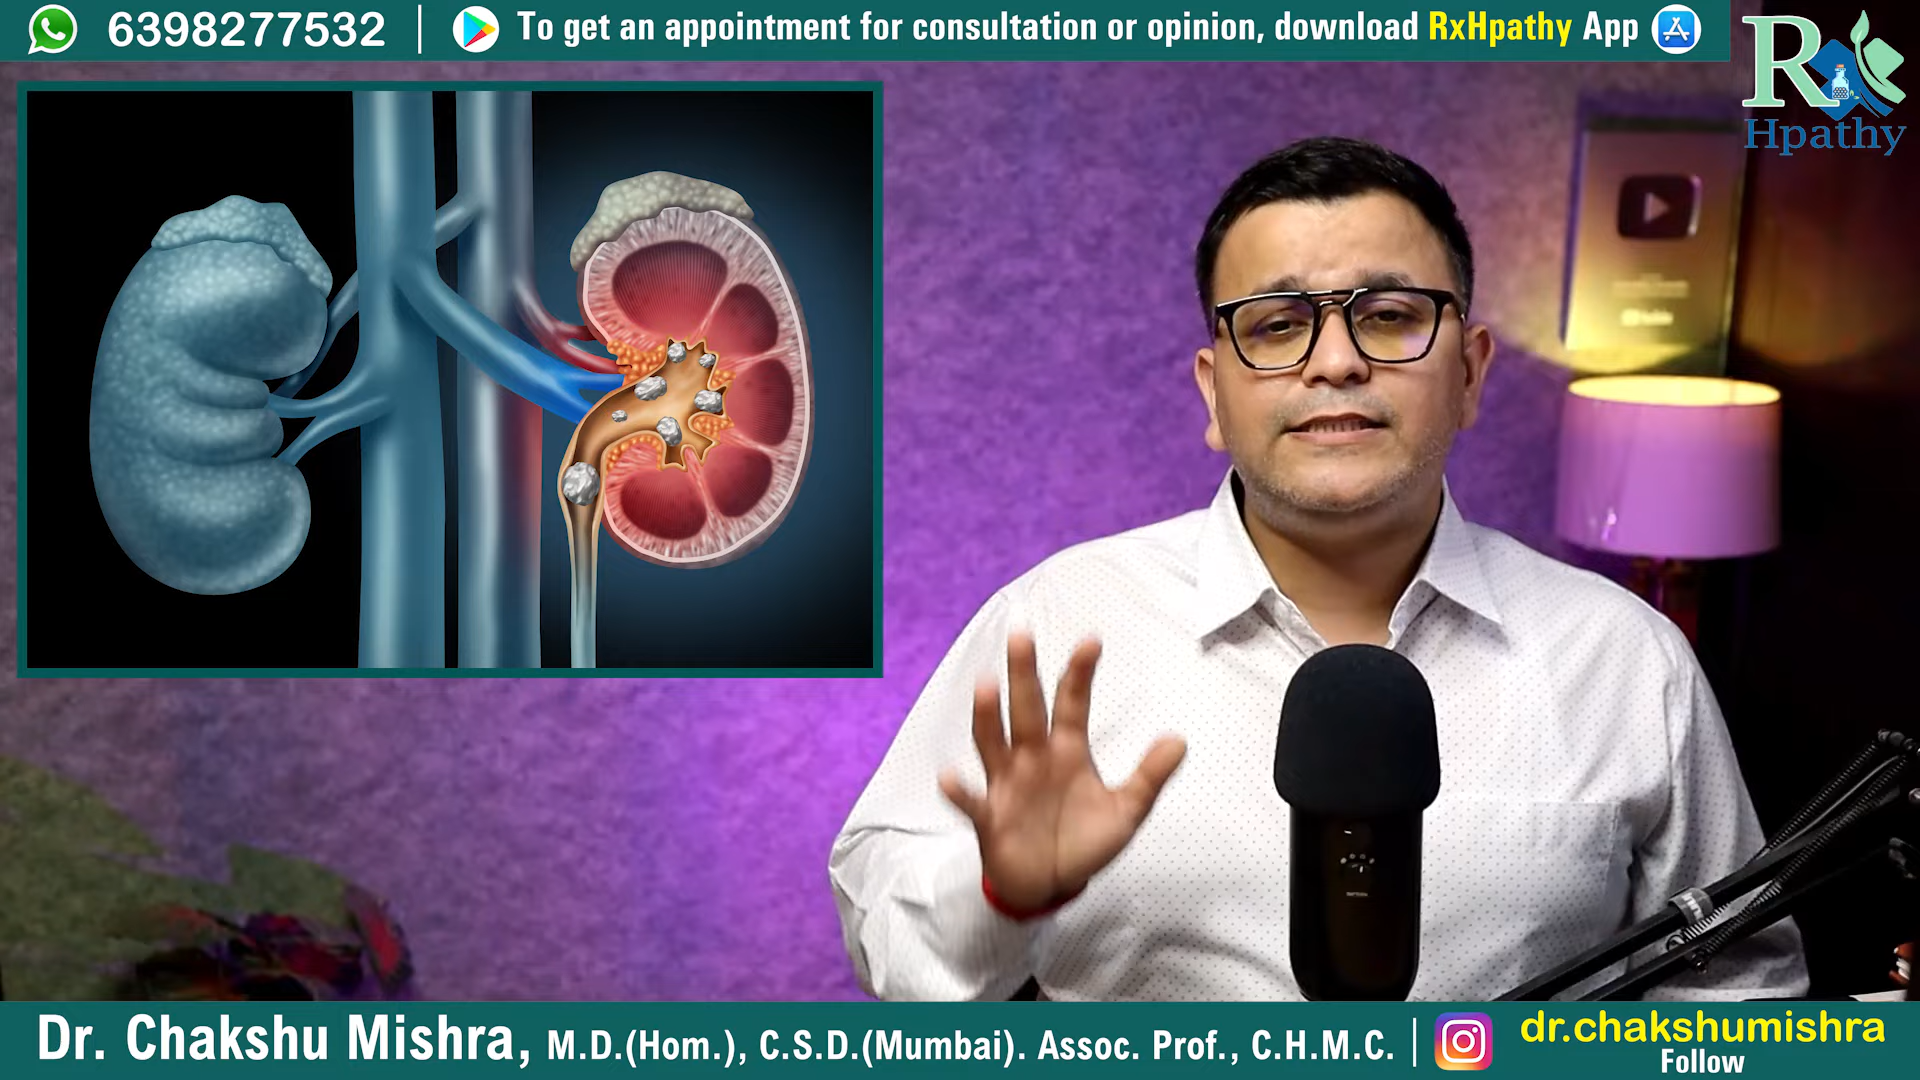 6398277532
To get an appointment for consultation or opinion, download RxHpathy App
Rx
Hpathy
Dr. Chakshu Mishra, M.D.(Hom.), C.S.D.(Mumbai). Assoc. Prof., C.H.M.C.
dr.chakshumishra
Follow